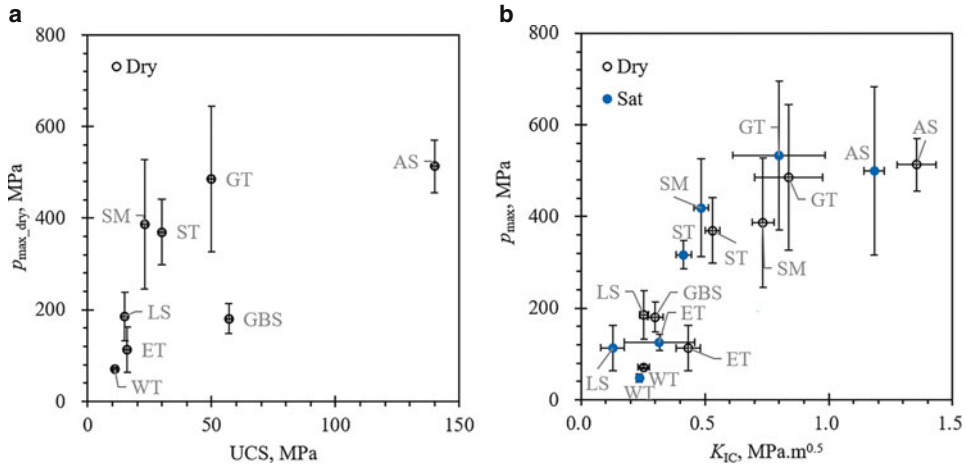 a
800
600
400
200
0
p_max_dry, MPa
Dry
AS
GT
SM
ST
LS
GBS
ET
WT
0
50
100
150
UCS, MPa
b
800
600
400
200
0
p_max, MPa
Dry
Sat
GT
AS
AS
SM
GT
ST
ST
SM
LS
GBS
ET
ET
LS
WT
WT
0.0
0.5
1.0
1.5
K_IC, MPa.m^0.5